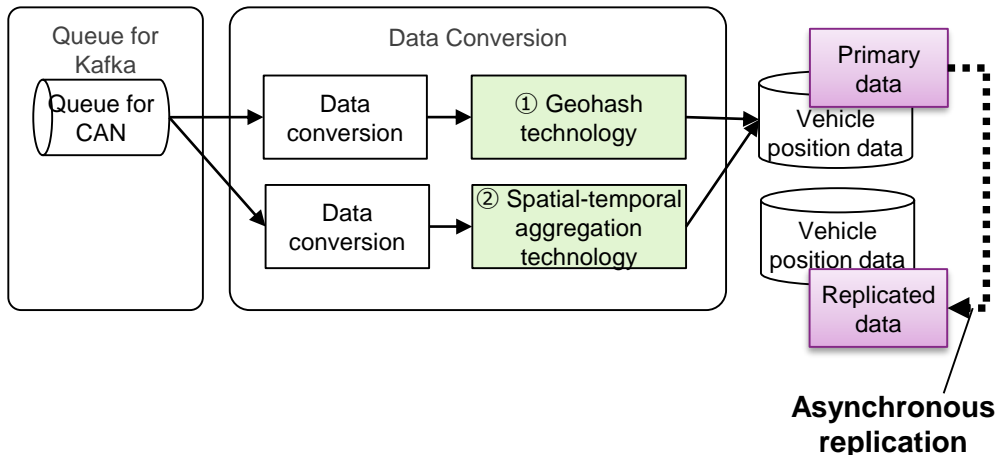 Queue for
Kafka
Queue for
CAN
Data Conversion
Data
conversion
① Geohash
technology
Data
conversion
② Spatial-temporal
aggregation
technology
Primary
data
Vehicle
position data
Vehicle
position data
Replicated
data
Asynchronous
replication